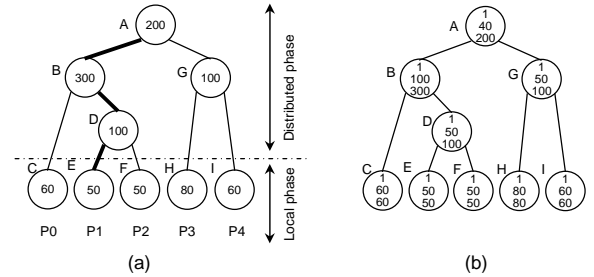 A 200
B 300
G 100
D 100
C 60
E 50
F 50
H 80
I 60
P0 P1 P2 P3 P4
Distributed phase
Local phase
(a)
A 1 40 200
B 1 100 300
G 1 50 100
D 1 50 100
C 1 60 60
E 1 50 50
F 1 50 50
H 1 80 80
I 1 60 60
(b)